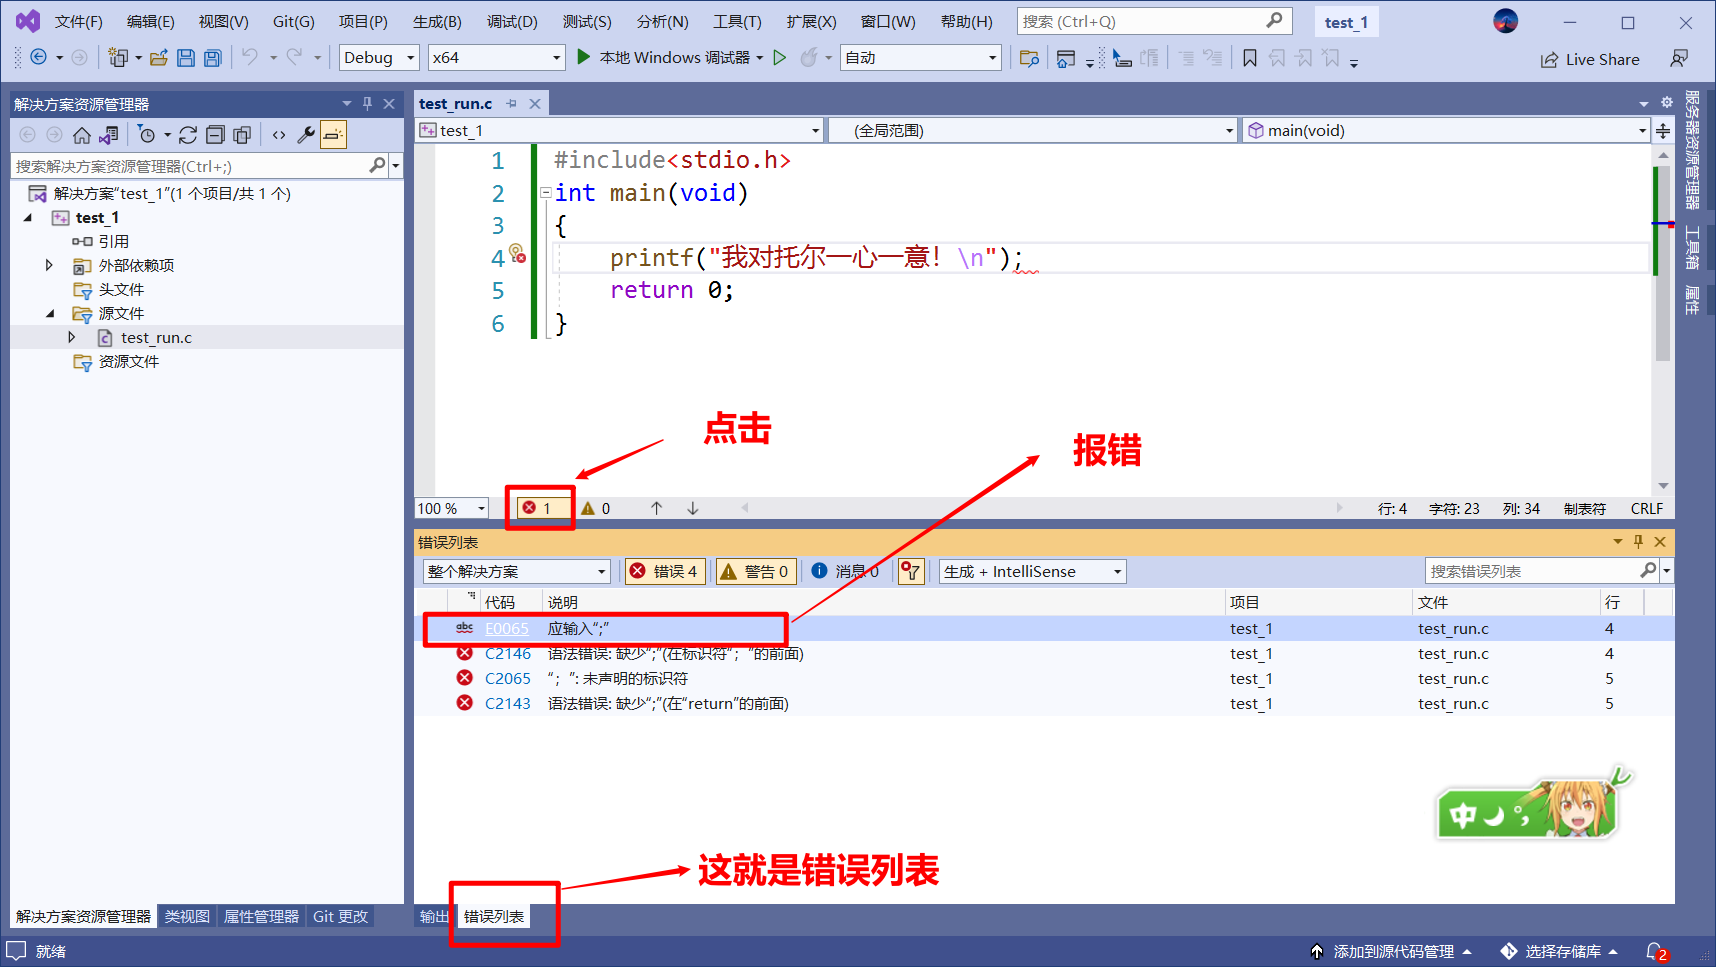 文件(F) 编辑(E) 视图(V) Git(G) 项目(P) 生成(B) 调试(D) 测试(S) 分析(N) 工具(T) 扩展(X) 窗口(W) 帮助(H) 搜索 (Ctrl+Q) test_1
Debug x64 本地 Windows 调试器 自动 Live Share
解决方案资源管理器
搜索解决方案资源管理器(Ctrl+;)
解决方案"test_1"(1 个项目/共 1 个)
test_1
引用
外部依赖项
头文件
源文件
test_run.c
资源文件
test_run.c
test_1 (全局范围) main(void)
1 #include<stdio.h>
2 int main(void)
3 {
4 printf("我对托尔一心一意！\n")；
5 return 0;
6 }
点击
报错
100 % 1 0 行: 4 字符: 23 列: 34 制表符 CRLF
错误列表
整个解决方案 错误 4 警告 0 消息 0 生成 + IntelliSense 搜索错误列表
代码 说明 项目 文件 行
abc E0065 应输入“;” test_1 test_run.c 4
C2146 语法错误: 缺少“;”(在标识符“；”的前面) test_1 test_run.c 4
C2065 “；”: 未声明的标识符 test_1 test_run.c 5
C2143 语法错误: 缺少“;”(在“return”的前面) test_1 test_run.c 5
中
这就是错误列表
解决方案资源管理器 类视图 属性管理器 Git 更改 输出 错误列表
就绪 添加到源代码管理 选择存储库 2
服务器资源管理器
工具箱
属性